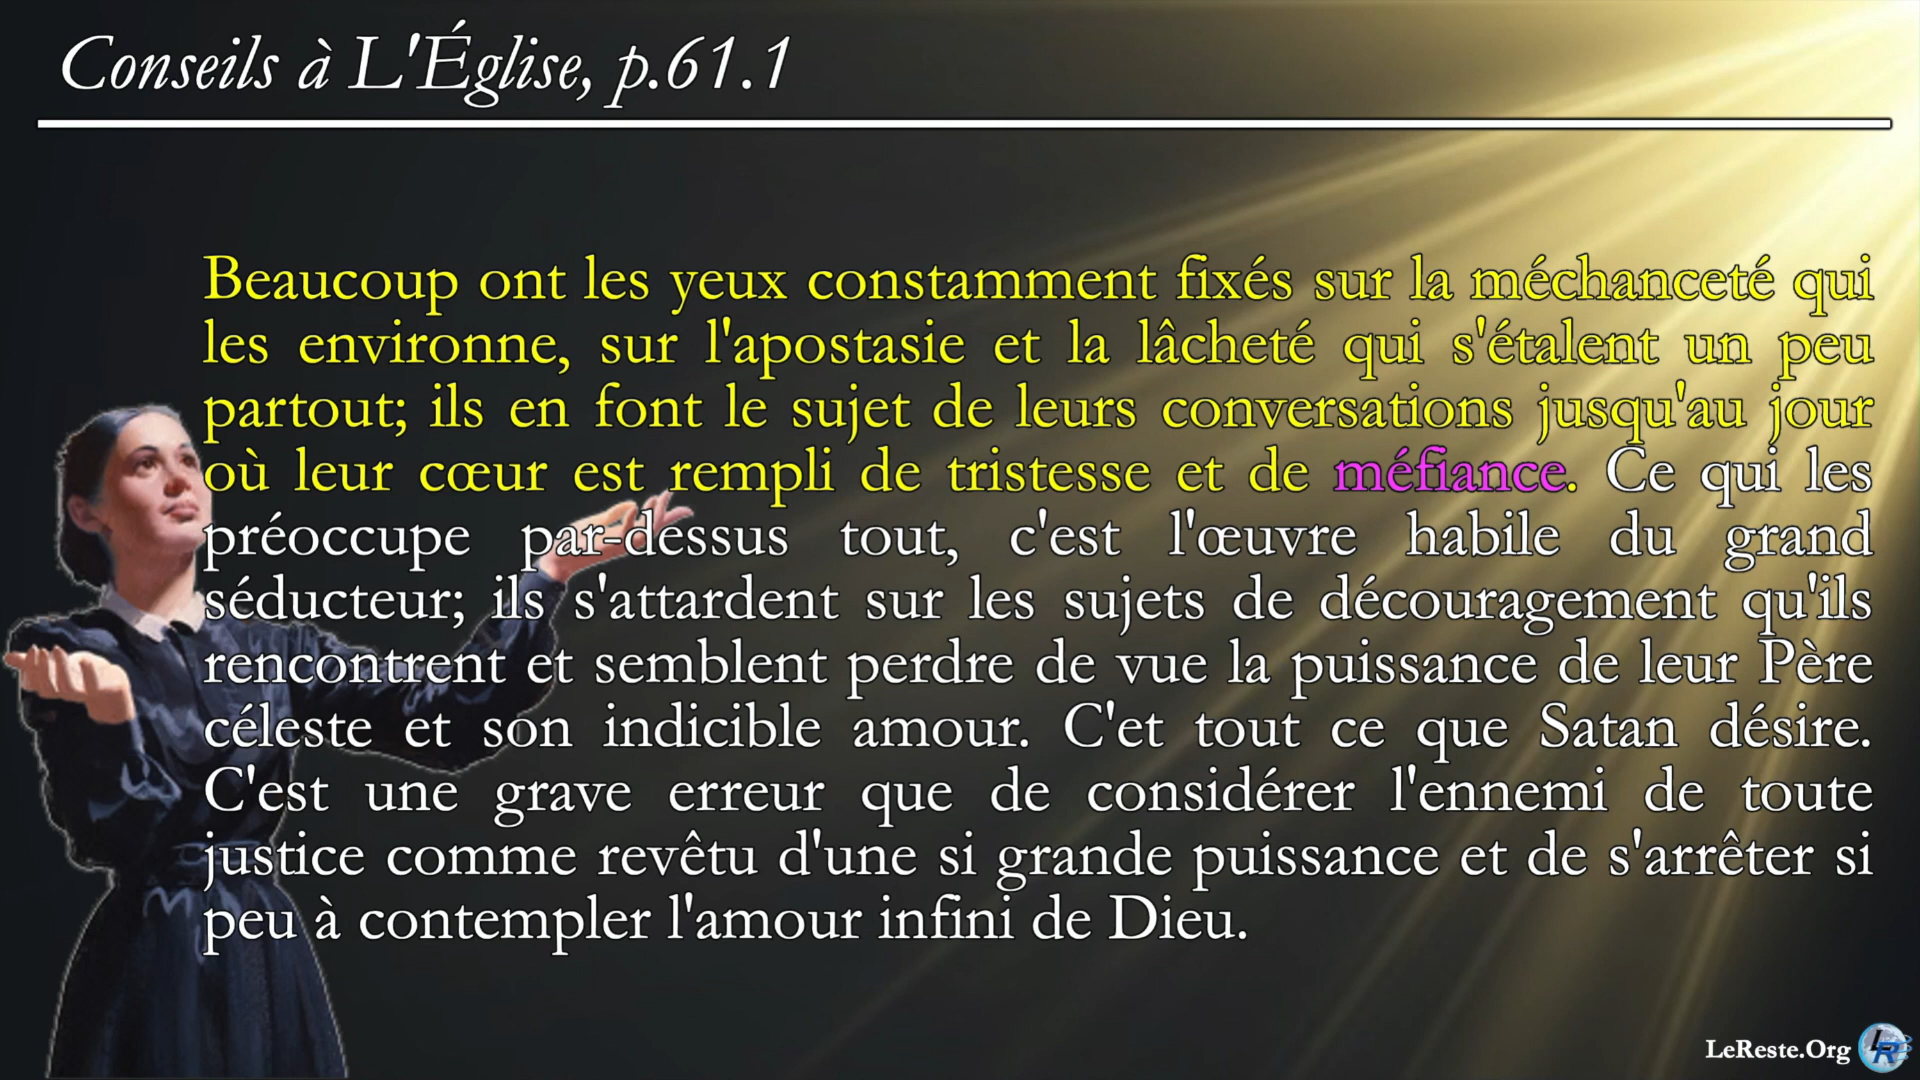 Conseils à L'Église, p.61.1
Beaucoup ont les yeux constamment fixés sur la méchanceté qui
les environne, sur l'apostasie et la lâcheté qui s'étalent un peu
partout; ils en font le sujet de leurs conversations jusqu'au jour
où leur cœur est rempli de tristesse et de méfiance. Ce qui les
préoccupe par-dessus tout, c'est l'œuvre habile du grand
séducteur; ils s'attardent sur les sujets de découragement qu'ils
rencontrent et semblent perdre de vue la puissance de leur Père
céleste et son indicible amour. C'et tout ce que Satan désire.
C'est une grave erreur que de considérer l'ennemi de toute
justice comme revêtu d'une si grande puissance et de s'arrêter si
peu à contempler l'amour infini de Dieu.
LeReste.Org LR